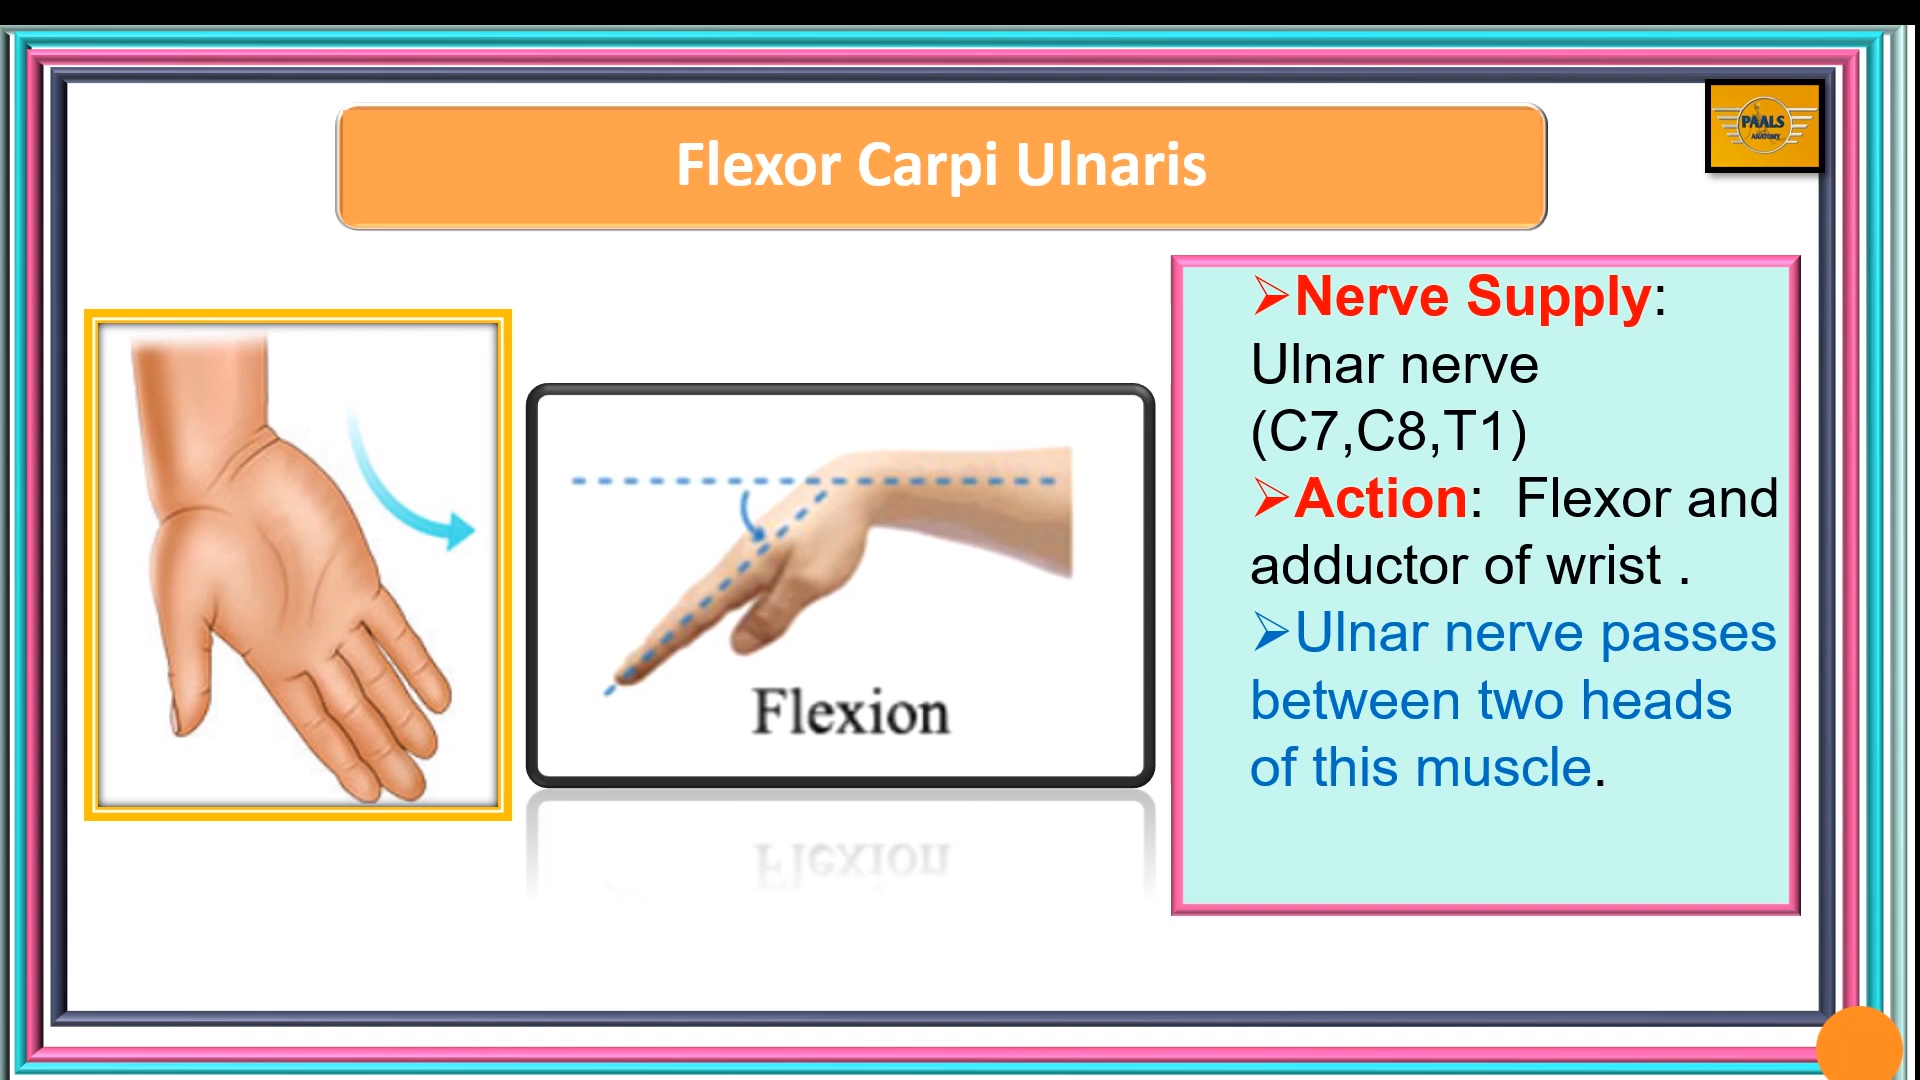 Flexor Carpi Ulnaris
PAALS
ANATOMY
➢Nerve Supply:
Ulnar nerve
(C7,C8,T1)
➢Action: Flexor and
adductor of wrist .
➢Ulnar nerve passes
between two heads
of this muscle.
Flexion